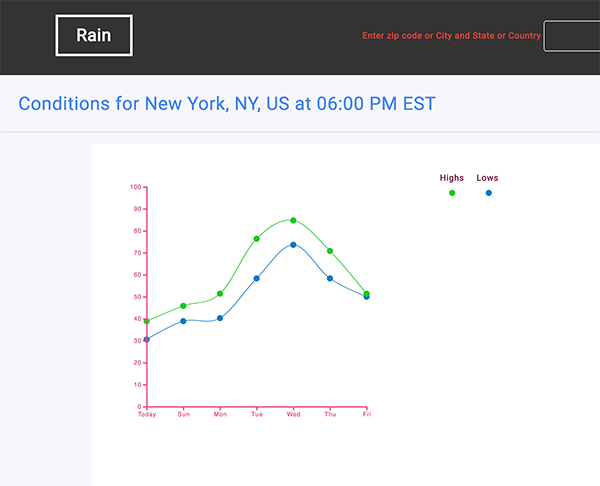 Rain
Enter zip code or City and State or Country
Conditions for New York, NY, US at 06:00 PM EST
Highs Lows
100
90
80
70
60
50
40
30
20
10
0
Today Sun Mon Tue Wed Thu Fri